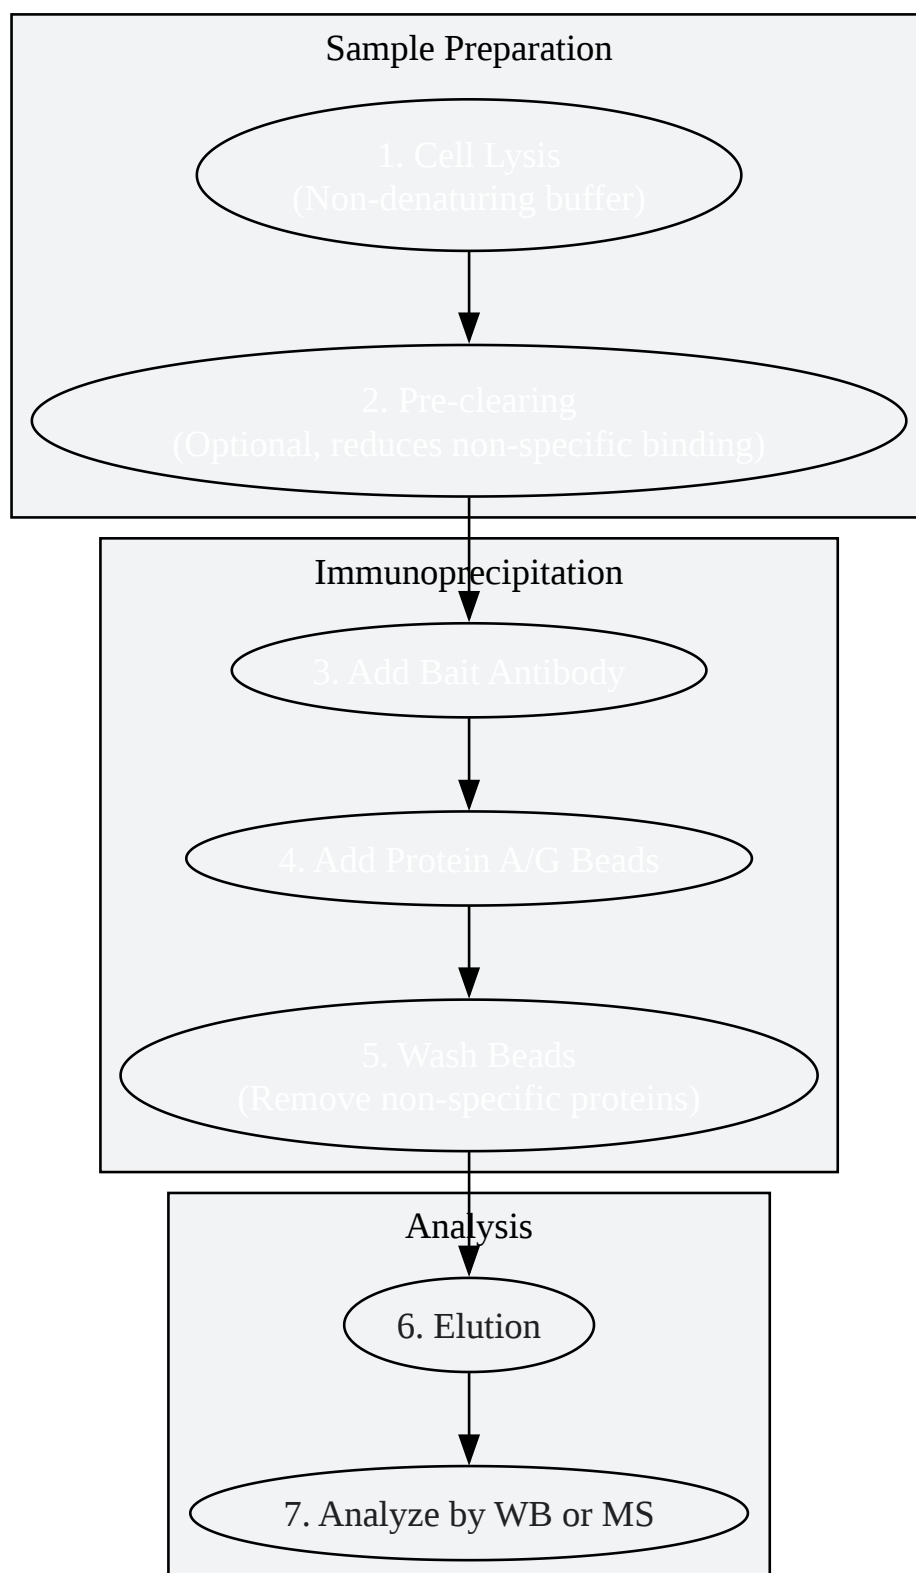 Sample Preparation
1. Cell Lysis
(Non-denaturing buffer)
2. Pre-clearing
(Optional, reduces non-specific binding)
Immunoprecipitation
3. Add Bait Antibody
4. Add Protein A/G Beads
5. Wash Beads
(Remove non-specific proteins)
Analysis
6. Elution
7. Analyze by WB or MS